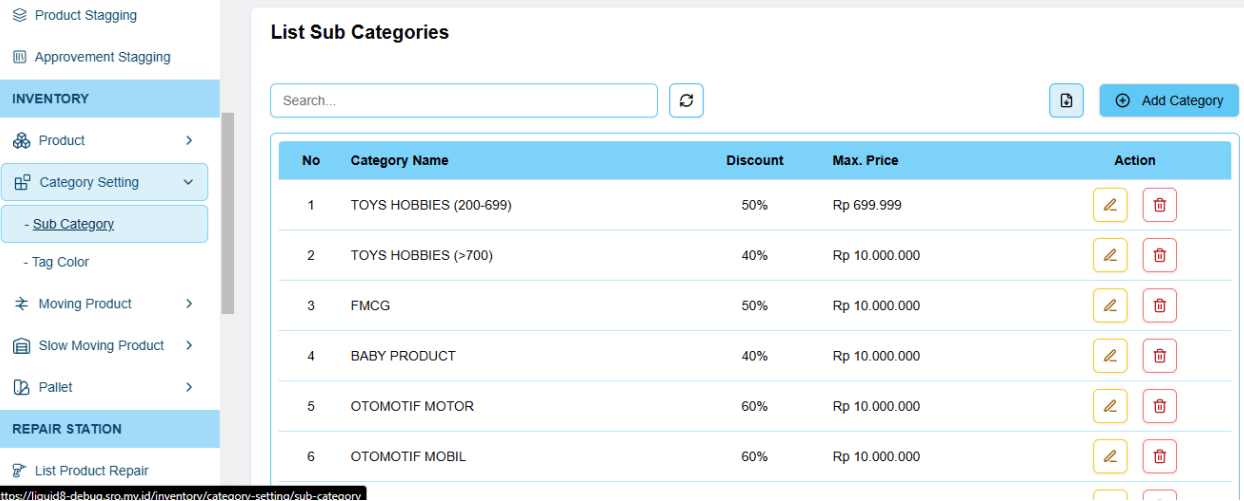 Product Stagging
Approvement Stagging
INVENTORY
Product
Category Setting
- Sub Category
- Tag Color
Moving Product
Slow Moving Product
Pallet
REPAIR STATION
List Product Repair
ttps://liquid8-debug.sro.my.id/inventory/category-setting/sub-category
List Sub Categories
Search...
Add Category
No Category Name Discount Max. Price Action
1 TOYS HOBBIES (200-699) 50% Rp 699.999
2 TOYS HOBBIES (>700) 40% Rp 10.000.000
3 FMCG 50% Rp 10.000.000
4 BABY PRODUCT 40% Rp 10.000.000
5 OTOMOTIF MOTOR 60% Rp 10.000.000
6 OTOMOTIF MOBIL 60% Rp 10.000.000